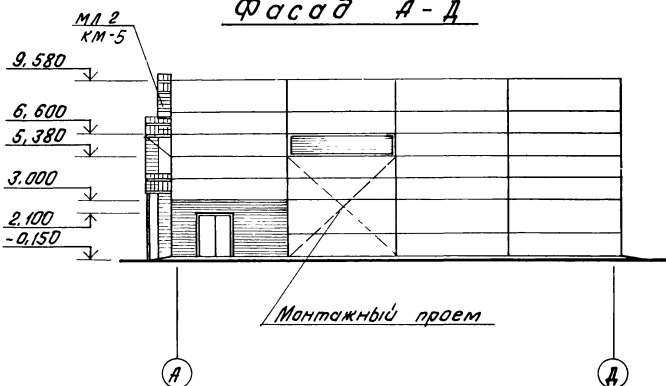 Фасад А-Д
МЛ 2
КМ-5
9,580
6,600
5,380
3,000
2,100
-0,150
Монтажный проем
А
Д